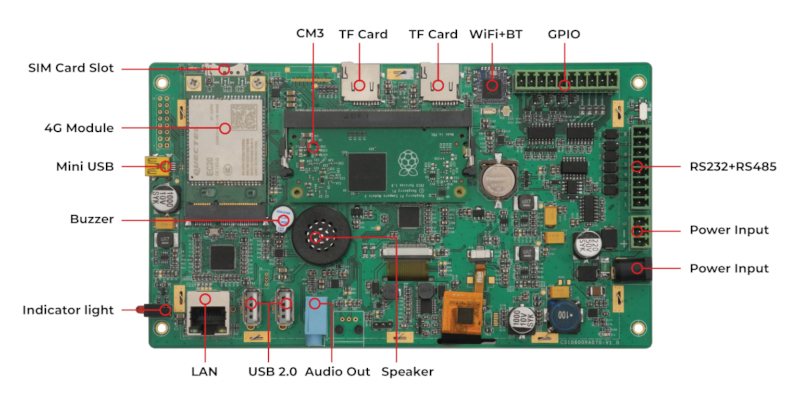 CM3
TF Card
TF Card
WiFi+BT
GPIO
SIM Card Slot
4G Module
Mini USB
RS232+RS485
Buzzer
Power Input
Power Input
Indicator light
LAN
USB 2.0
Audio Out
Speaker
100